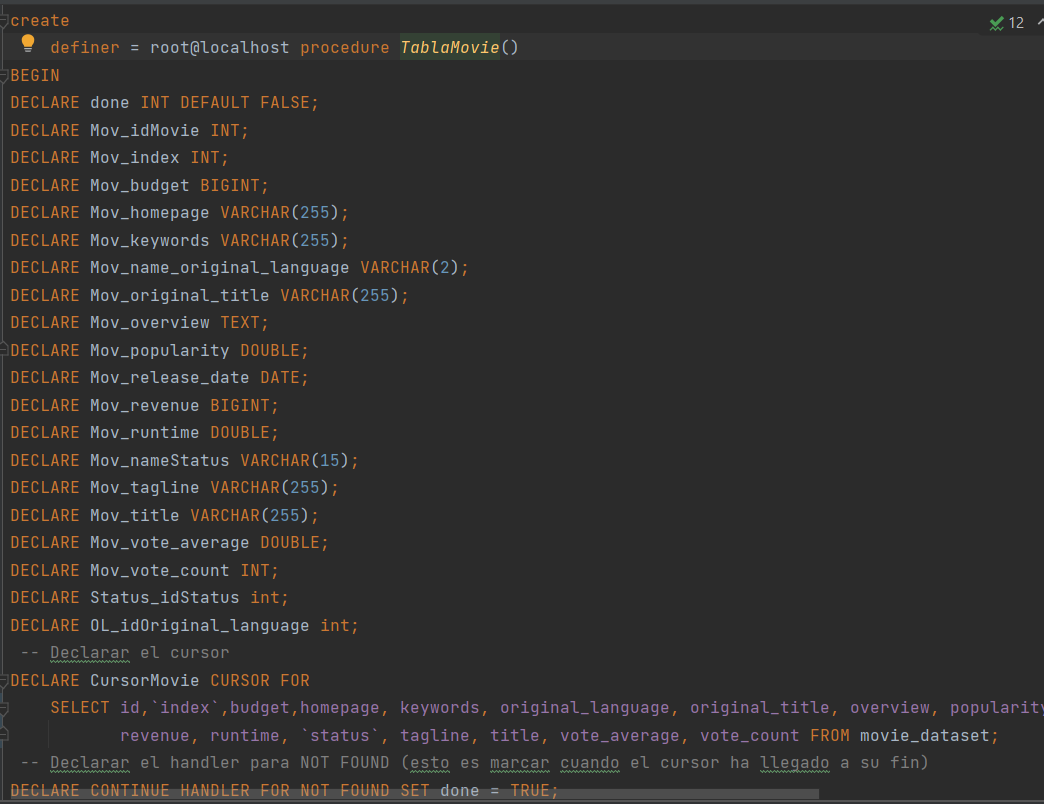 create
12
definer = root@localhost procedure TablaMovie()
BEGIN
DECLARE done INT DEFAULT FALSE;
DECLARE Mov_idMovie INT;
DECLARE Mov_index INT;
DECLARE Mov_budget BIGINT;
DECLARE Mov_homepage VARCHAR(255);
DECLARE Mov_keywords VARCHAR(255);
DECLARE Mov_name_original_language VARCHAR(2);
DECLARE Mov_original_title VARCHAR(255);
DECLARE Mov_overview TEXT;
DECLARE Mov_popularity DOUBLE;
DECLARE Mov_release_date DATE;
DECLARE Mov_revenue BIGINT;
DECLARE Mov_runtime DOUBLE;
DECLARE Mov_nameStatus VARCHAR(15);
DECLARE Mov_tagline VARCHAR(255);
DECLARE Mov_title VARCHAR(255);
DECLARE Mov_vote_average DOUBLE;
DECLARE Mov_vote_count INT;
DECLARE Status_idStatus int;
DECLARE OL_idOriginal_language int;
-- Declarar el cursor
DECLARE CursorMovie CURSOR FOR
SELECT id,`index`,budget,homepage, keywords, original_language, original_title, overview, popularity
revenue, runtime, `status`, tagline, title, vote_average, vote_count FROM movie_dataset;
-- Declarar el handler para NOT FOUND (esto es marcar cuando el cursor ha llegado a su fin)
DECLARE CONTINUE HANDLER FOR NOT FOUND SET done = TRUE;